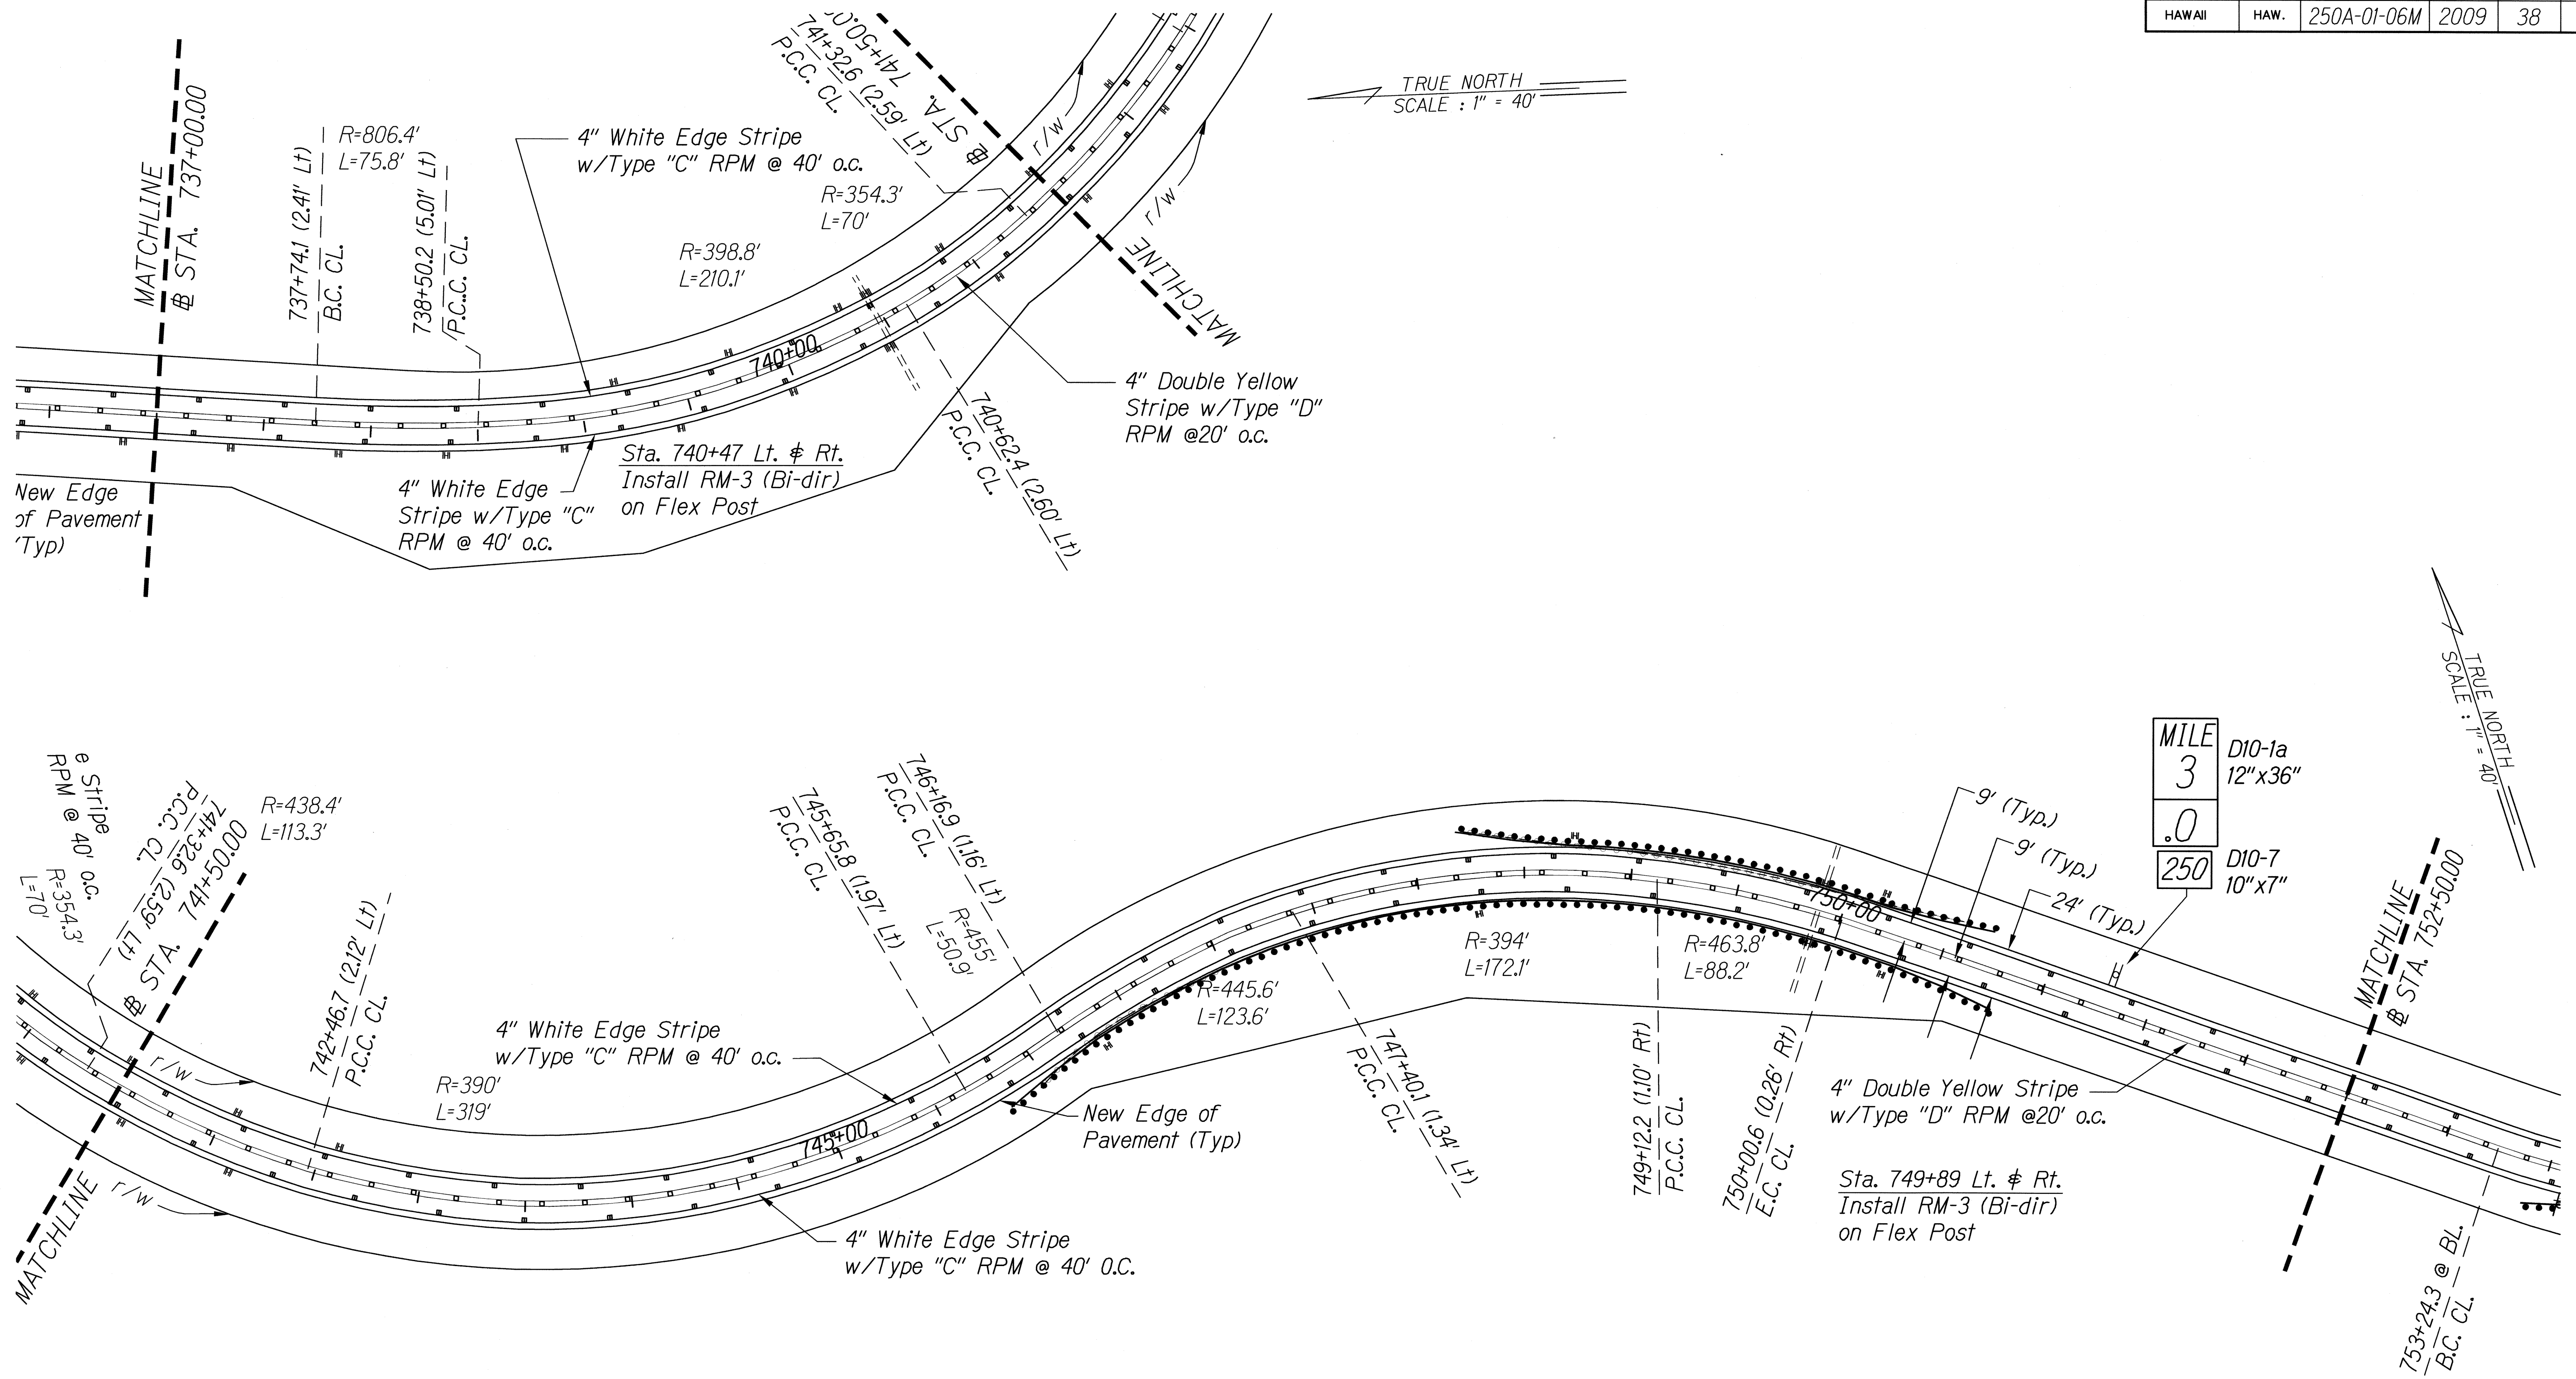 HAWAII HAW. 250A-01-06M 2009 38
TRUE NORTH
SCALE : 1" = 40'
MATCHLINE
STA. 737+00.00
737+74.1 (2.41' Lt)
B.C. CL.
R=806.4'
L=75.8'
738+50.2 (5.01' Lt)
P.C.C. CL.
4" White Edge Stripe
w/Type "C" RPM @ 40' o.c.
R=354.3'
L=70'
R=398.8'
L=210.1'
741+32.6 (2.59' Lt)
P.C.C. CL.
STA. 741+50.0
MATCHLINE
r/w
r/w
740+00
4" Double Yellow
Stripe w/Type "D"
RPM @20' o.c.
740+62.4 (2.60' Lt)
P.C.C. CL.
Sta. 740+47 Lt. & Rt.
Install RM-3 (Bi-dir)
on Flex Post
4" White Edge
Stripe w/Type "C"
RPM @ 40' o.c.
New Edge
of Pavement
Typ)
TRUE NORTH
SCALE : 1" = 40'
e Stripe
RPM @ 40' o.c.
R=354.3'
L=70'
741+32.6 (2.59' Lt)
P.C.C. CL.
STA. 741+50.00
MATCHLINE
R=438.4'
L=113.3'
r/w
r/w
742+46.7 (2.12' Lt)
P.C.C. CL.
R=390'
L=319'
4" White Edge Stripe
w/Type "C" RPM @ 40' o.c.
745+00
745+65.8 (1.97' Lt)
P.C.C. CL.
746+16.9 (1.16' Lt)
P.C.C. CL.
R=455'
L=50.9'
4" White Edge Stripe
w/Type "C" RPM @ 40' O.C.
New Edge of
Pavement (Typ)
R=445.6'
L=123.6'
747+40.1 (1.34' Lt)
P.C.C. CL.
R=394'
L=172.1'
749+12.2 (1.10' Rt)
P.C.C. CL.
R=463.8'
L=88.2'
750+00
750+00.6 (0.26' Rt)
E.C. CL.
9' (Typ.)
9' (Typ.)
24' (Typ.)
MILE
3
.0
D10-1a
12"x36"
250
D10-7
10"x7"
4" Double Yellow Stripe
w/Type "D" RPM @20' o.c.
Sta. 749+89 Lt. & Rt.
Install RM-3 (Bi-dir)
on Flex Post
MATCHLINE
STA. 752+50.00
753+24.3 @ BL.
B.C. CL.